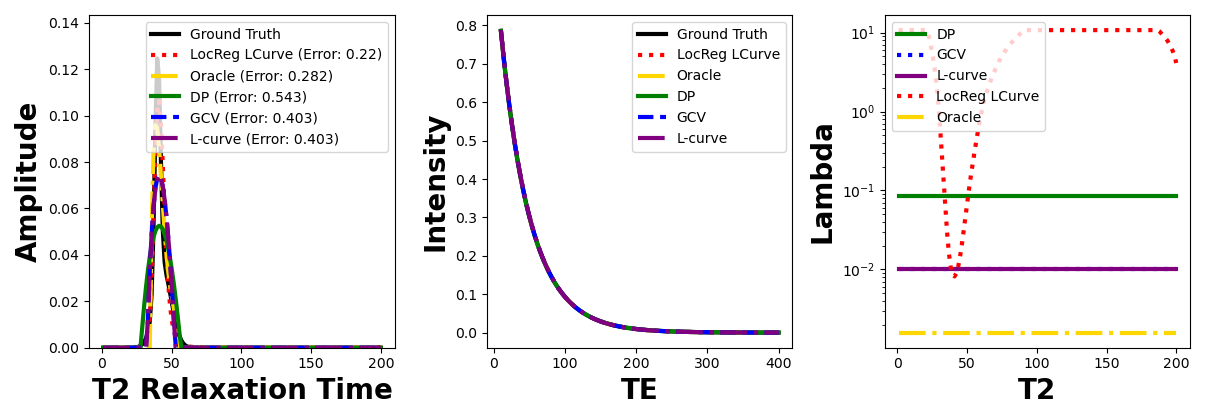 Amplitude
0.14
0.12
0.10
0.08
0.06
0.04
0.02
0.00
Ground Truth
LocReg LCurve (Error: 0.22)
Oracle (Error: 0.282)
DP (Error: 0.543)
GCV (Error: 0.403)
L-curve (Error: 0.403)
0 50 100 150 200
T2 Relaxation Time
Intensity
0.8
0.7
0.6
0.5
0.4
0.3
0.2
0.1
0.0
Ground Truth
LocReg LCurve
Oracle
DP
GCV
L-curve
0 100 200 300 400
TE
Lambda
10¹
10⁰
10⁻¹
10⁻²
DP
GCV
L-curve
LocReg LCurve
Oracle
0 50 100 150 200
T2